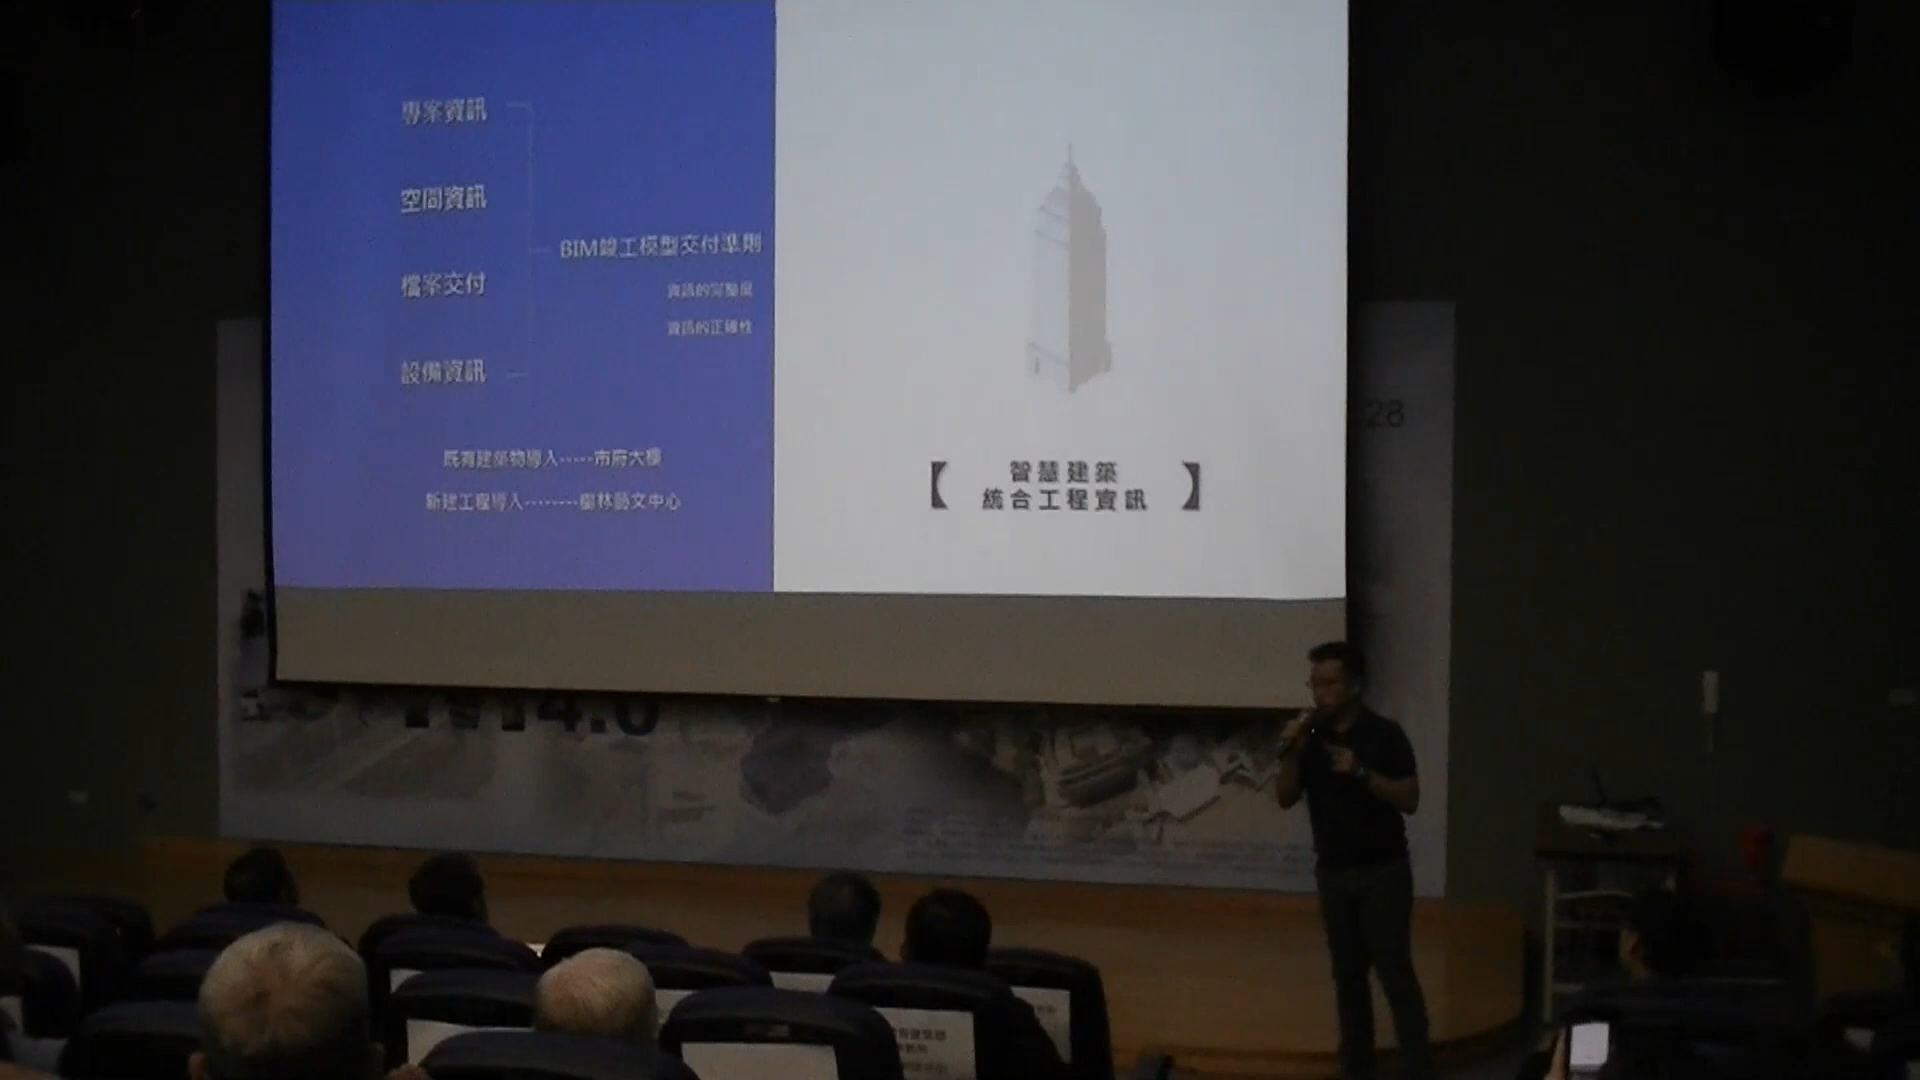 專案資訊
空間資訊
檔案交付
設備資訊
BIM竣工模型交付準則
資訊的完整度
資訊的正確性
既有建築物導入-----市府大樓
新建工程導入--------樹林藝文中心
【 智慧建築
統合工程資訊 】
28
4.0